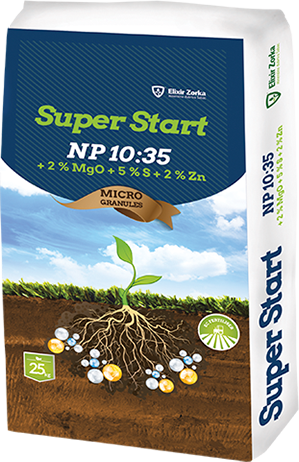 Elixir Zorka
Super Start
NP 10:35
+ 2 % MgO + 5 % S + 2 % Zn
MICRO
GRANULES
Net
25kg
Elixir Zorka
NP 10:35
+ 2 % MgO + 5 % S + 2 % Zn
Super Start